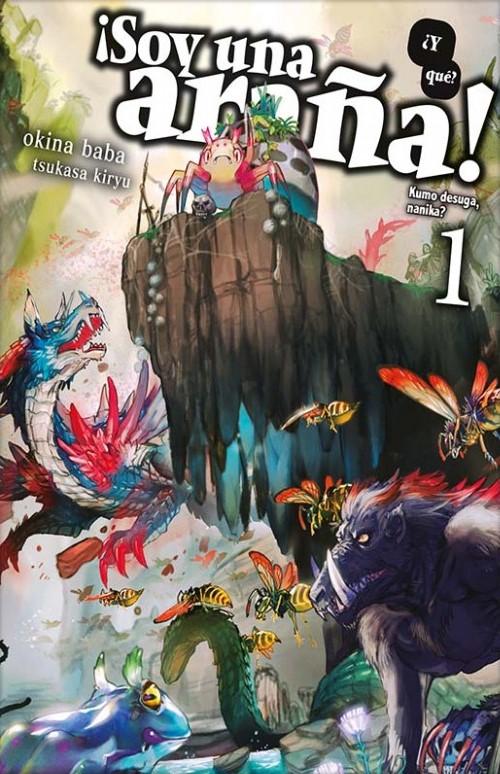 ¡Soy una
araña!
¿Y
qué?
okina baba
tsukasa kiryu
Kumo desuga,
nanika?
1